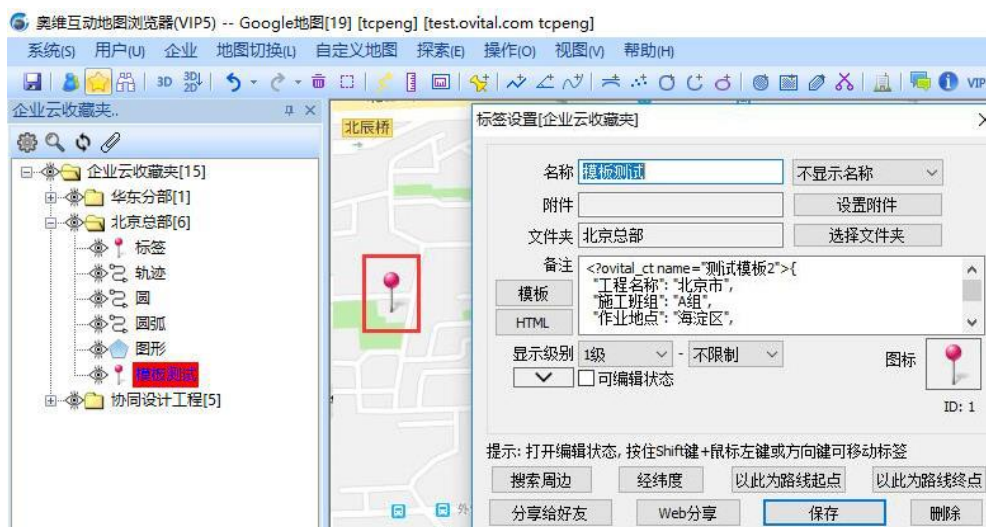 奥维互动地图浏览器(VIP5) -- Google地图[19] [tcpeng] [test.ovital.com tcpeng]
系统(S) 用户(U) 企业 地图切换(L) 自定义地图 探索(E) 操作(O) 视图(V) 帮助(H)
3D 3D 2D VIP
企业云收藏夹..
企业云收藏夹[15]
华东分部[1]
北京总部[6]
标签
轨迹
圆
圆弧
图形
模板测试
协同设计工程[5]
北辰桥
外
标签设置[企业云收藏夹]
名称 模板测试 不显示名称
附件 设置附件
文件夹 北京总部 选择文件夹
备注 <?ovital_ct name="测试模板2">{
"工程名称": "北京市",
模板 "施工班组": "A组",
HTML "作业地点": "海淀区",
显示级别 1级 - 不限制 图标
可编辑状态
ID: 1
提示: 打开编辑状态, 按住Shift键+鼠标左键或方向键可移动标签
搜索周边 经纬度 以此为路线起点 以此为路线终点
分享给好友 Web分享 保存 删除